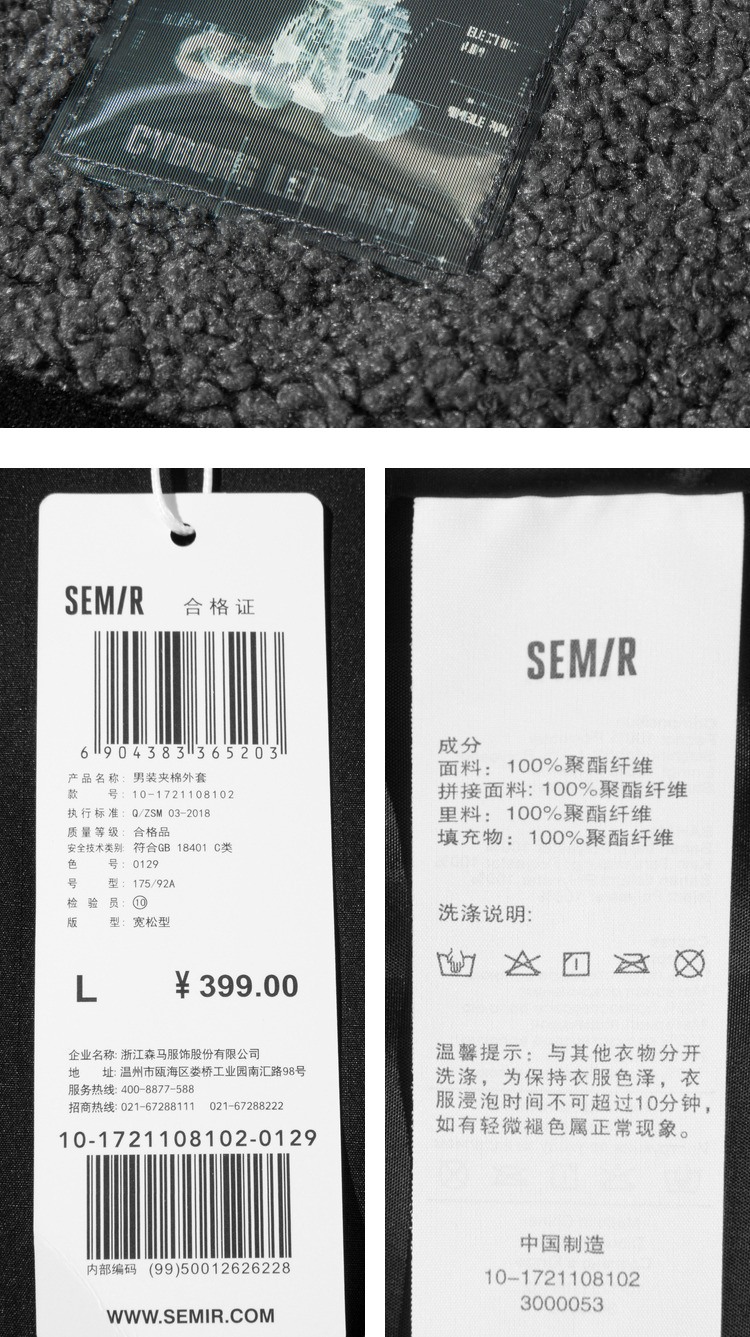 CYBORG LEOPARD
SEMIR 合格证
6 904383 365203
产品名称: 男装夹棉外套
款 号: 10-1721108102
执行标准: Q/ZSM 03-2018
质量等级: 合格品
安全技术类别: 符合GB 18401 C类
色 号: 0129
号 型: 175/92A
检 验 员: ⑩
版 型: 宽松型
L ¥ 399.00
企业名称: 浙江森马服饰股份有限公司
地 址: 温州市瓯海区娄桥工业园南汇路98号
服务热线: 400-8877-588
招商热线: 021-67288111 021-67288222
10-1721108102-0129
内部编码 (99)50012626228
WWW.SEMIR.COM
SEMIR
成分
面料: 100%聚酯纤维
拼接面料: 100%聚酯纤维
里料: 100%聚酯纤维
填充物: 100%聚酯纤维
洗涤说明:
温馨提示: 与其他衣物分开
洗涤，为保持衣服色泽，衣
服浸泡时间不可超过10分钟，
如有轻微褪色属正常现象。
中国制造
10-1721108102
3000053